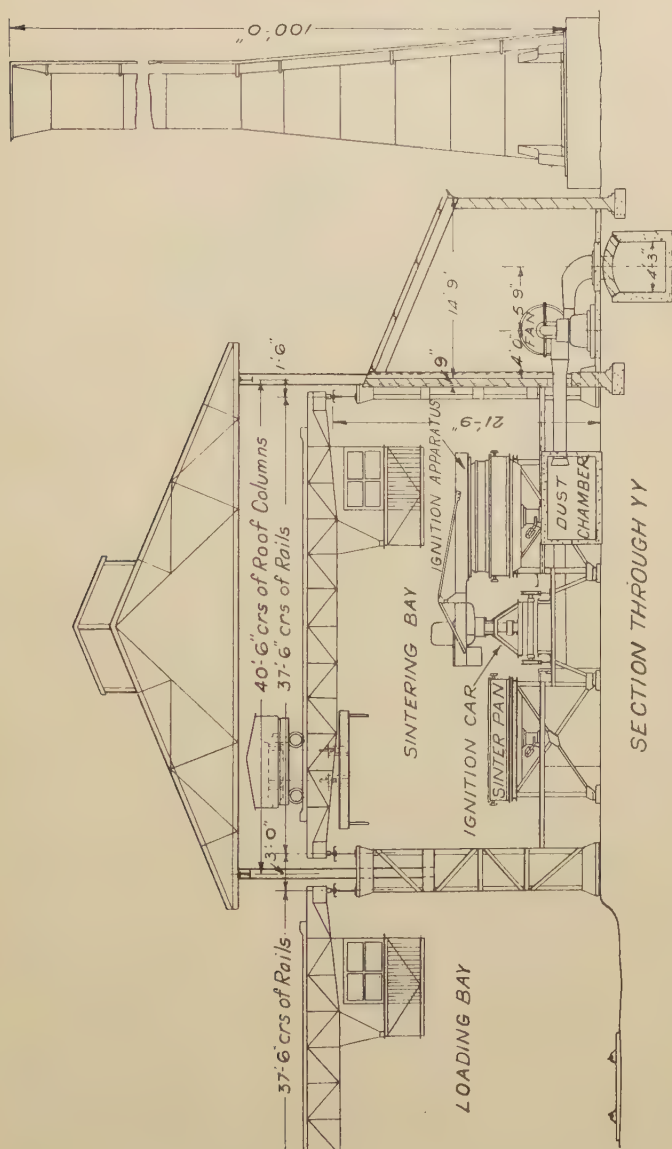 100'0"
1'6"
40'-6" crs of Roof Columns
37'-6" crs of Rails
3'0"
37'-6" crs of Rails
14'9'
9"
4'0"
5'9"
FAN
4'3"
21'-9"
IGNITION APPARATUS
DUST
CHAMBER
SINTERING BAY
IGNITION CAR
SINTER PAN
LOADING BAY
SECTION THROUGH YY